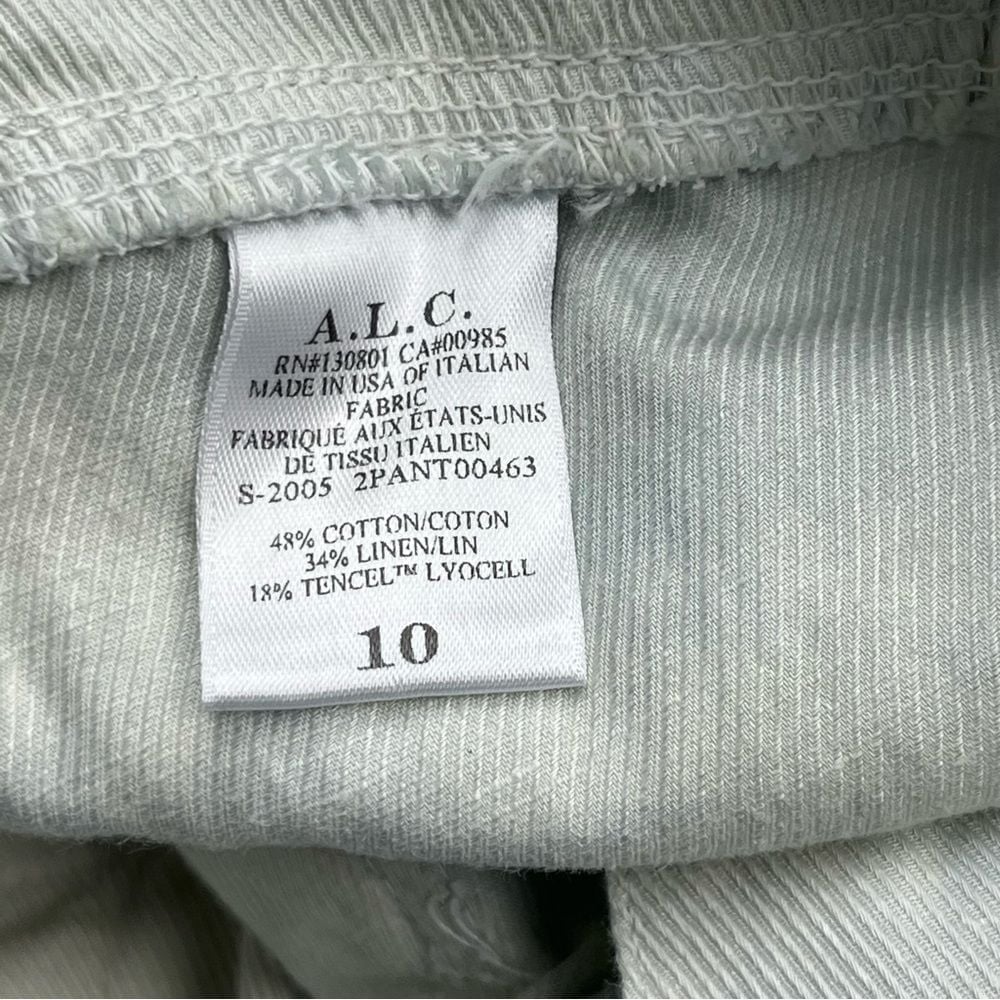 A.L.C.
RN#130801 CA#00985
MADE IN USA OF ITALIAN
FABRIC
FABRIQUÉ AUX ÉTATS-UNIS
DE TISSU ITALIEN
S-2005 2PANT00463
48% COTTON/COTON
34% LINEN/LIN
18% TENCEL™ LYOCELL
10